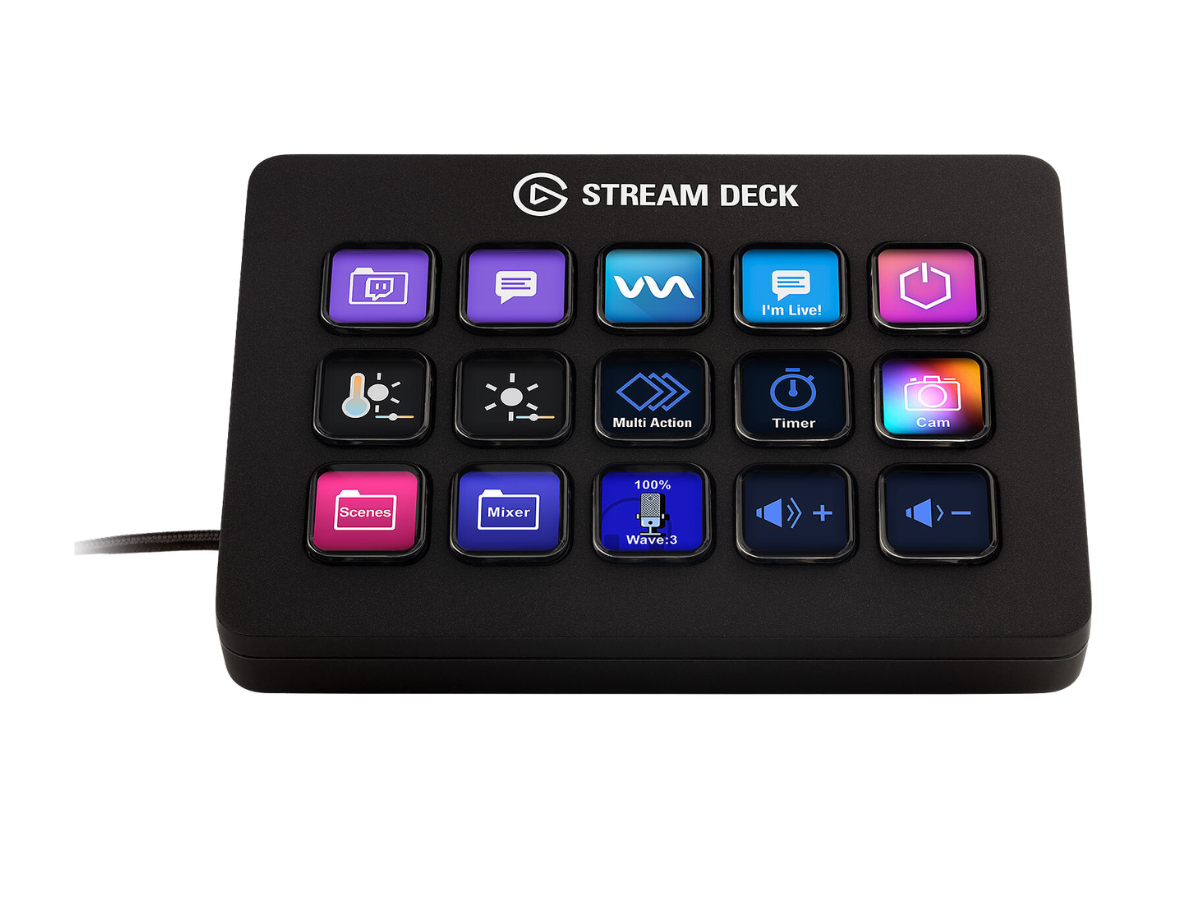 STREAM DECK
I'm Live!
Multi Action
Timer
Cam
Scenes
Mixer
100%
Wave:3